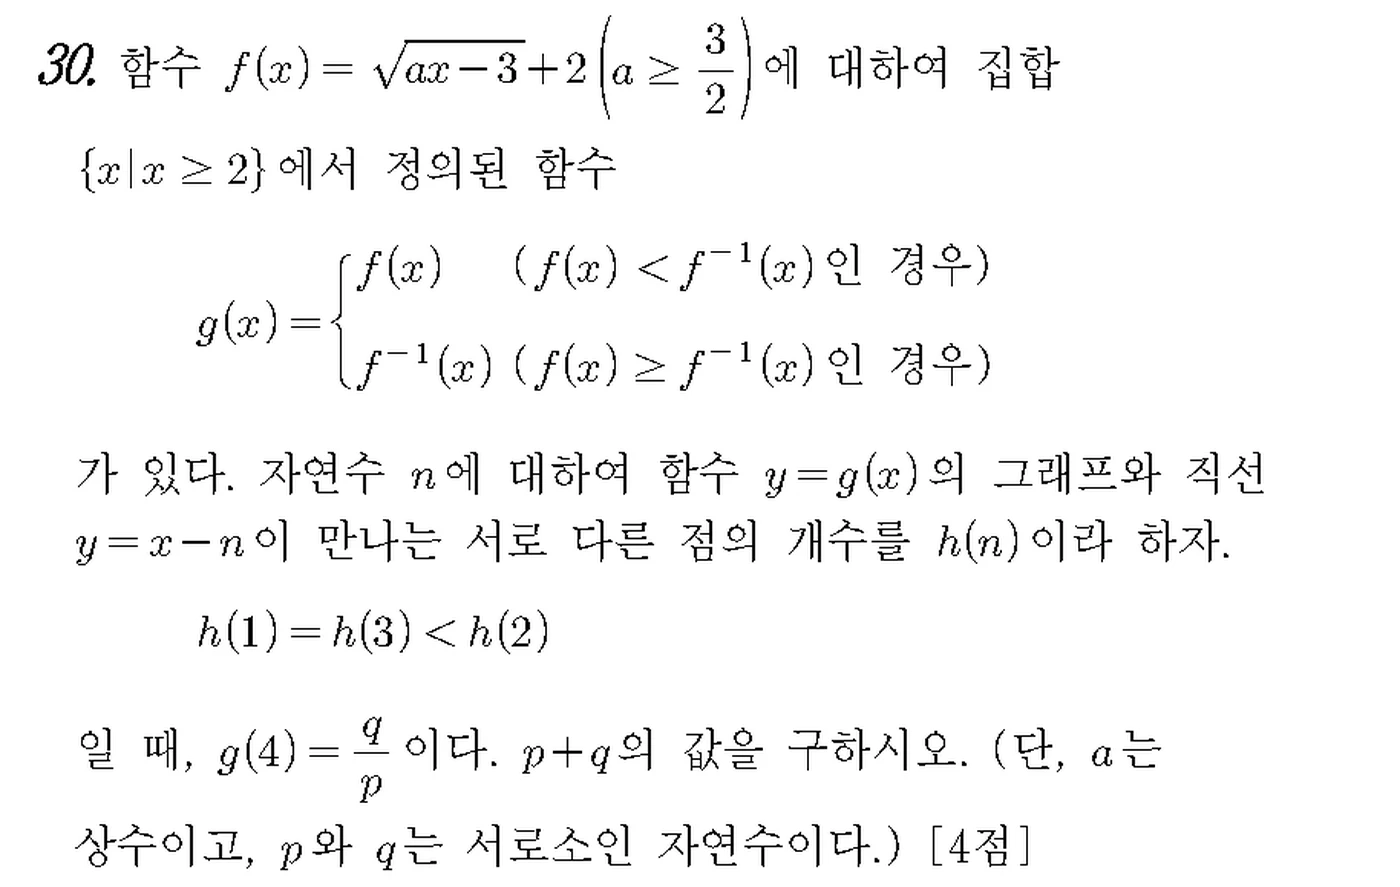 30. 함수 f(x) = √(ax-3) + 2 (a ≥ 3/2)에 대하여 집합
{x|x ≥ 2}에서 정의된 함수
g(x) = { f(x) (f(x) < f⁻¹(x)인 경우)
f⁻¹(x) (f(x) ≥ f⁻¹(x)인 경우)
가 있다. 자연수 n에 대하여 함수 y=g(x)의 그래프와 직선
y=x-n이 만나는 서로 다른 점의 개수를 h(n)이라 하자.
h(1) = h(3) < h(2)
일 때, g(4) = q/p 이다. p+q의 값을 구하시오. (단, a는
상수이고, p와 q는 서로소인 자연수이다.) [4점]